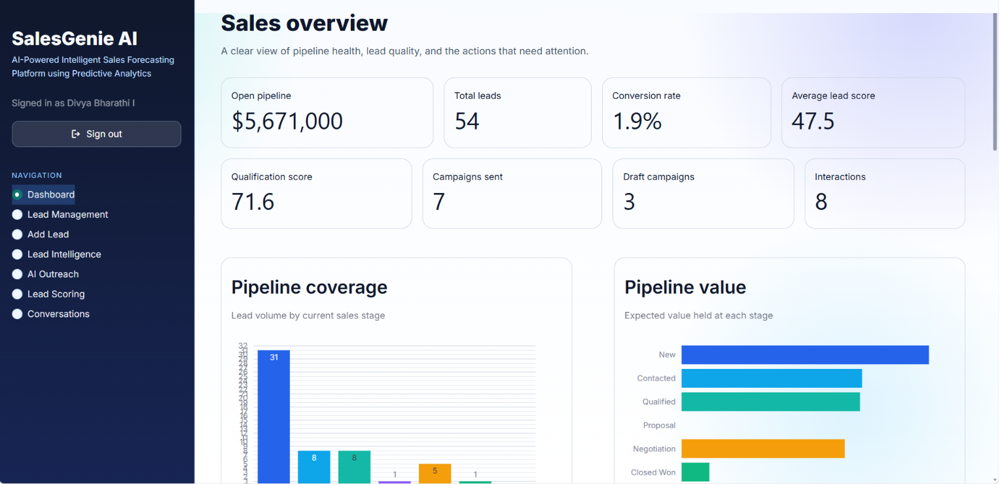 SalesGenie AI
AI-Powered Intelligent Sales Forecasting
Platform using Predictive Analytics
Signed in as Divya Bharathi I
Sign out
NAVIGATION
Dashboard
Lead Management
Add Lead
Lead Intelligence
AI Outreach
Lead Scoring
Conversations
Sales overview
A clear view of pipeline health, lead quality, and the actions that need attention.
Open pipeline
$5,671,000
Total leads
54
Conversion rate
1.9%
Average lead score
47.5
Qualification score
71.6
Campaigns sent
7
Draft campaigns
3
Interactions
8
Pipeline coverage
Lead volume by current sales stage
32
31
30
29
28
27
26
25
24
23
22
21
20
19
18
17
16
15
14
13
12
11
10
9
8
7
6
5
4
3
2
31
8
8
1
5
1
Pipeline value
Expected value held at each stage
New
Contacted
Qualified
Proposal
Negotiation
Closed Won